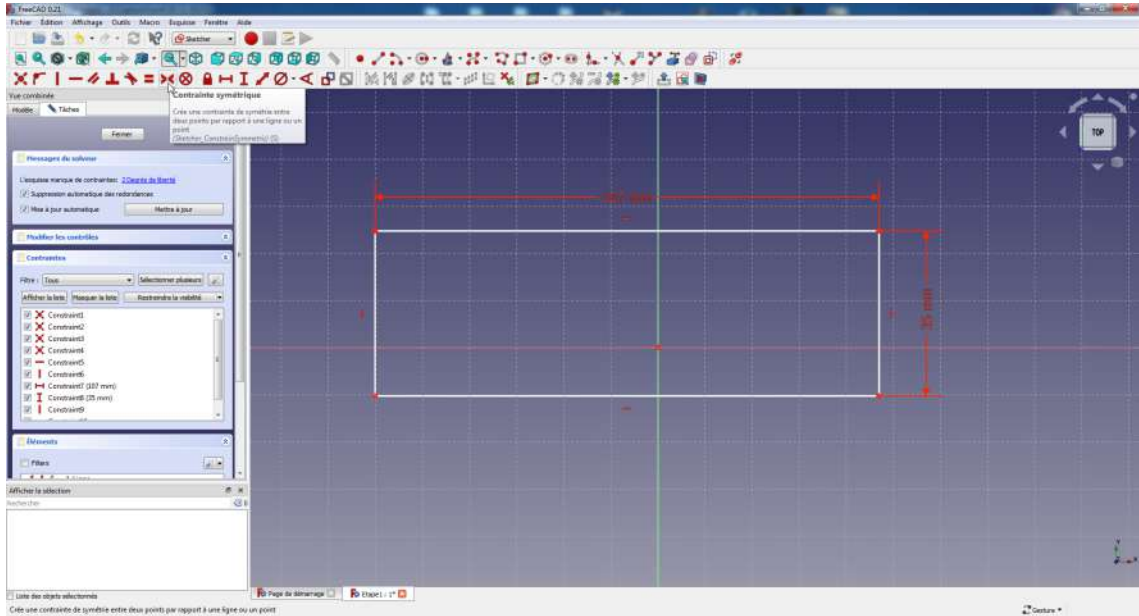 FreeCAD 0.21
Fichier Édition Affichage Outils Macro Esquisse Fenêtre Aide
Sketcher
Contrainte symétrique
Crée une contrainte de symétrie entre
deux points par rapport à une ligne ou un
point
(Sketcher_ConstrainSymmetric) (S)
Vue combinée
Modèle Tâches
Fermer
Messages du solveur
L'esquisse manque de contraintes: 2 Degrés de liberté
Suppression automatique des redondances
Mise à jour automatique Mettre à jour
Modifier les contrôles
Contraintes
Filtre : Tous Sélectionner plusieurs
Afficher la liste Masquer la liste Restreindre la visibilité
Constraint1
Constraint2
Constraint3
Constraint4
Constraint5
Constraint6
Constraint7 (107 mm)
Constraint8 (35 mm)
Constraint9
Éléments
Filters
Afficher la sélection
Rechercher
Liste des objets sélectionnés
107 mm
35 mm
TOP
Page de démarrage
Etape1 : 1*
Crée une contrainte de symétrie entre deux points par rapport à une ligne ou un point
Gesture